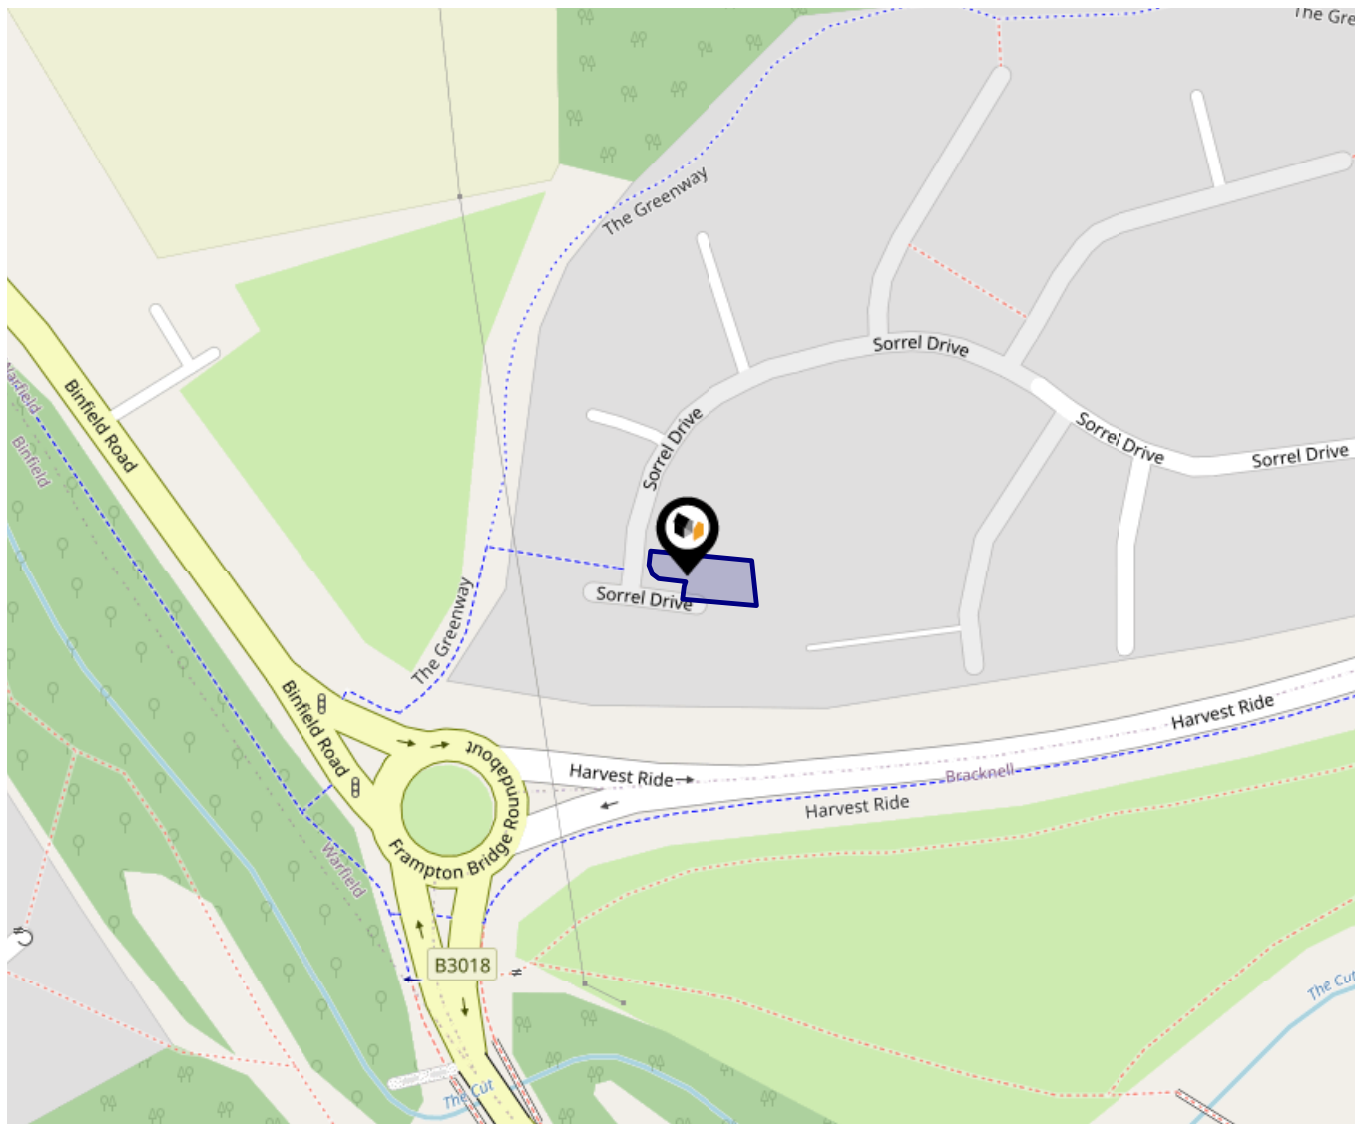 The Gre
The Greenway
Sorrel Drive
Sorrel Drive
Sorrel Drive
Sorrel Drive
Warfield
Binfield
Binfield Road
Sorrel Drive
The Greenway
Binfield Road
Harvest Ride
Frampton Bridge Roundabout
Harvest Ride
Bracknell
Harvest Ride
Warfield
B3018
The Cut
The Cut